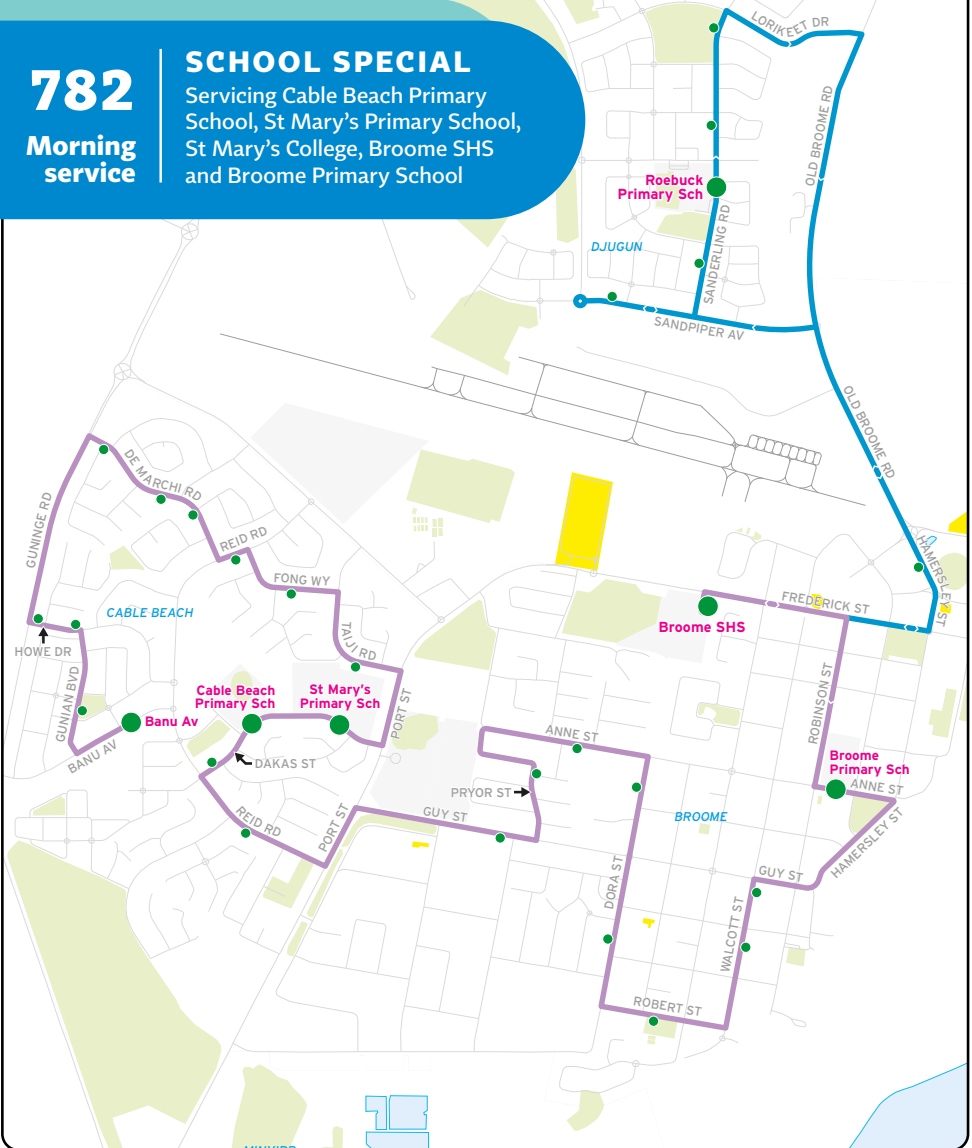 782
Morning
service
SCHOOL SPECIAL
Servicing Cable Beach Primary
School, St Mary's Primary School,
St Mary's College, Broome SHS
and Broome Primary School
LORIKEET DR
OLD BROOME RD
Roebuck
Primary Sch
SANDERLING RD
DJUGUN
SANDPIPER AV
OLD BROOME RD
HAMERSLEY ST
DE MARCHI RD
GUNINGE RD
REID RD
FONG WY
CABLE BEACH
TAIJI RD
HOWE DR
FREDERICK ST
Broome SHS
GUNIAN BVD
Cable Beach
Primary Sch
St Mary's
Primary Sch
PORT ST
Banu Av
BANU AV
DAKAS ST
ROBINSON ST
ANNE ST
Broome
Primary Sch
ANNE ST
PRYOR ST
REID RD
PORT ST
GUY ST
BROOME
HAMERSLEY ST
GUY ST
DORA ST
WALCOTT ST
ROBERT ST